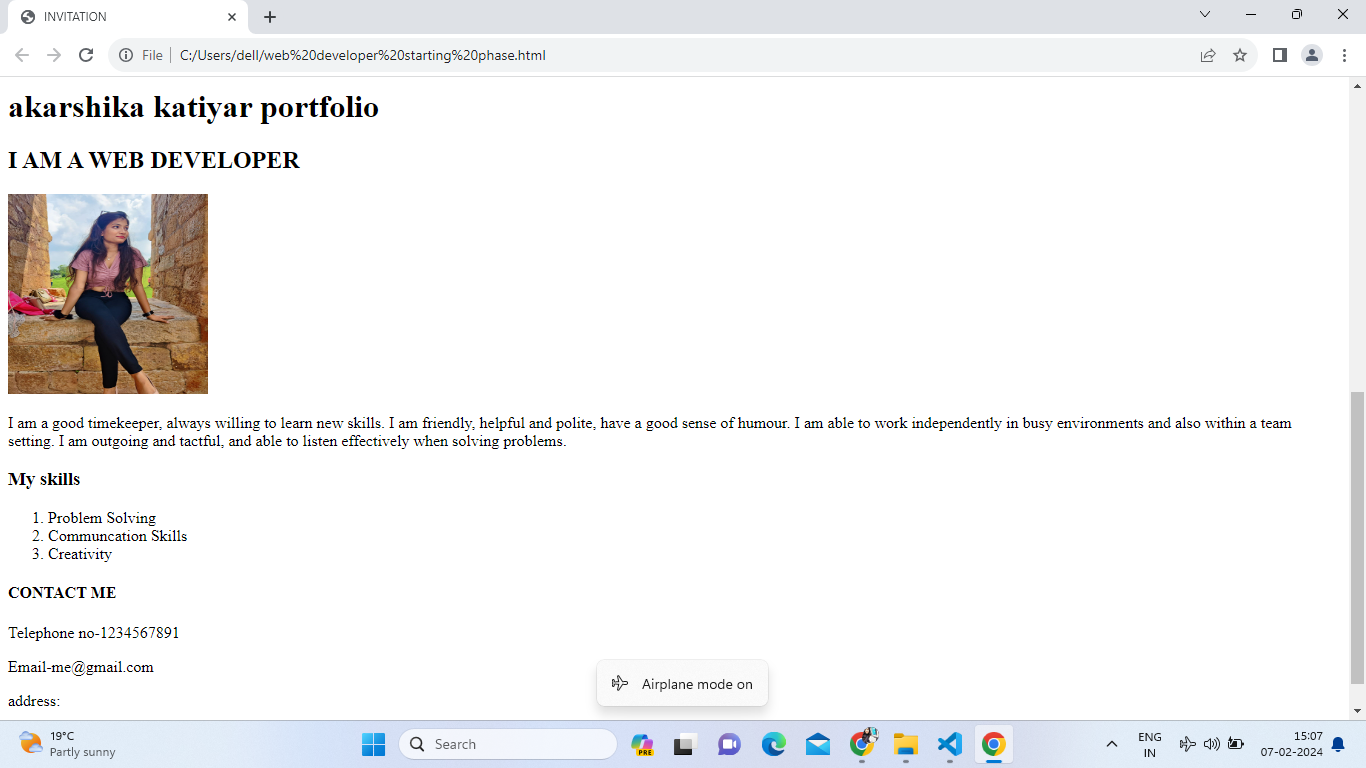 INVITATION
File
C:/Users/dell/web%20developer%20starting%20phase.html
akarshika katiyar portfolio
I AM A WEB DEVELOPER
I am a good timekeeper, always willing to learn new skills. I am friendly, helpful and polite, have a good sense of humour. I am able to work independently in busy environments and also within a team
setting. I am outgoing and tactful, and able to listen effectively when solving problems.
My skills
1. Problem Solving
2. Communcation Skills
3. Creativity
CONTACT ME
Telephone no-1234567891
Email-me@gmail.com
address:
Airplane mode on
19°C
Partly sunny
Search
PRE
ENG
IN
15:07
07-02-2024